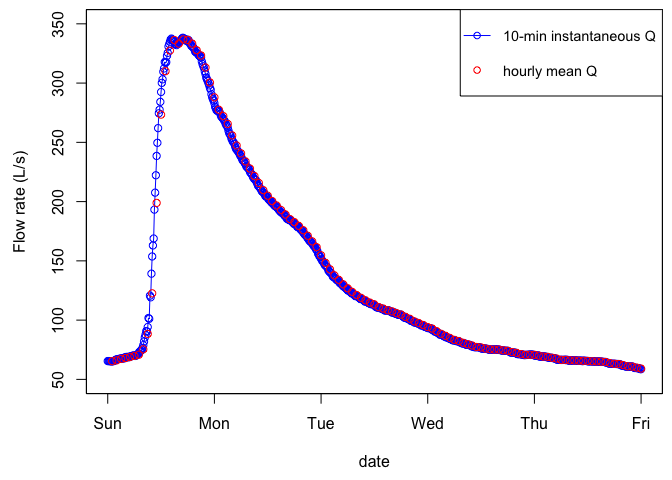 10-min instantaneous Q
hourly mean Q
Flow rate (L/s)
350
300
250
200
150
100
50
Sun Mon Tue Wed Thu Fri
date